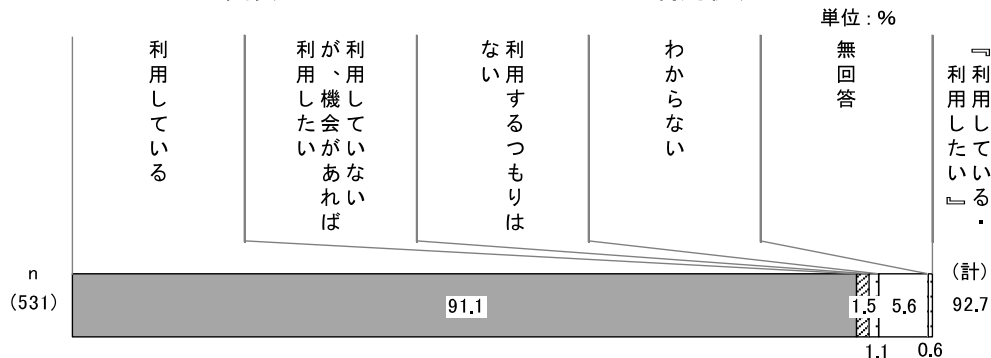 単位：％
利用している
利用していない
が、機会があれば
利用したい
利用するつもりは
ない
わからない
無回答
『利用している・
利用したい』
（計）
n
(531)
91.1
1.5
1.1
5.6
0.6
92.7